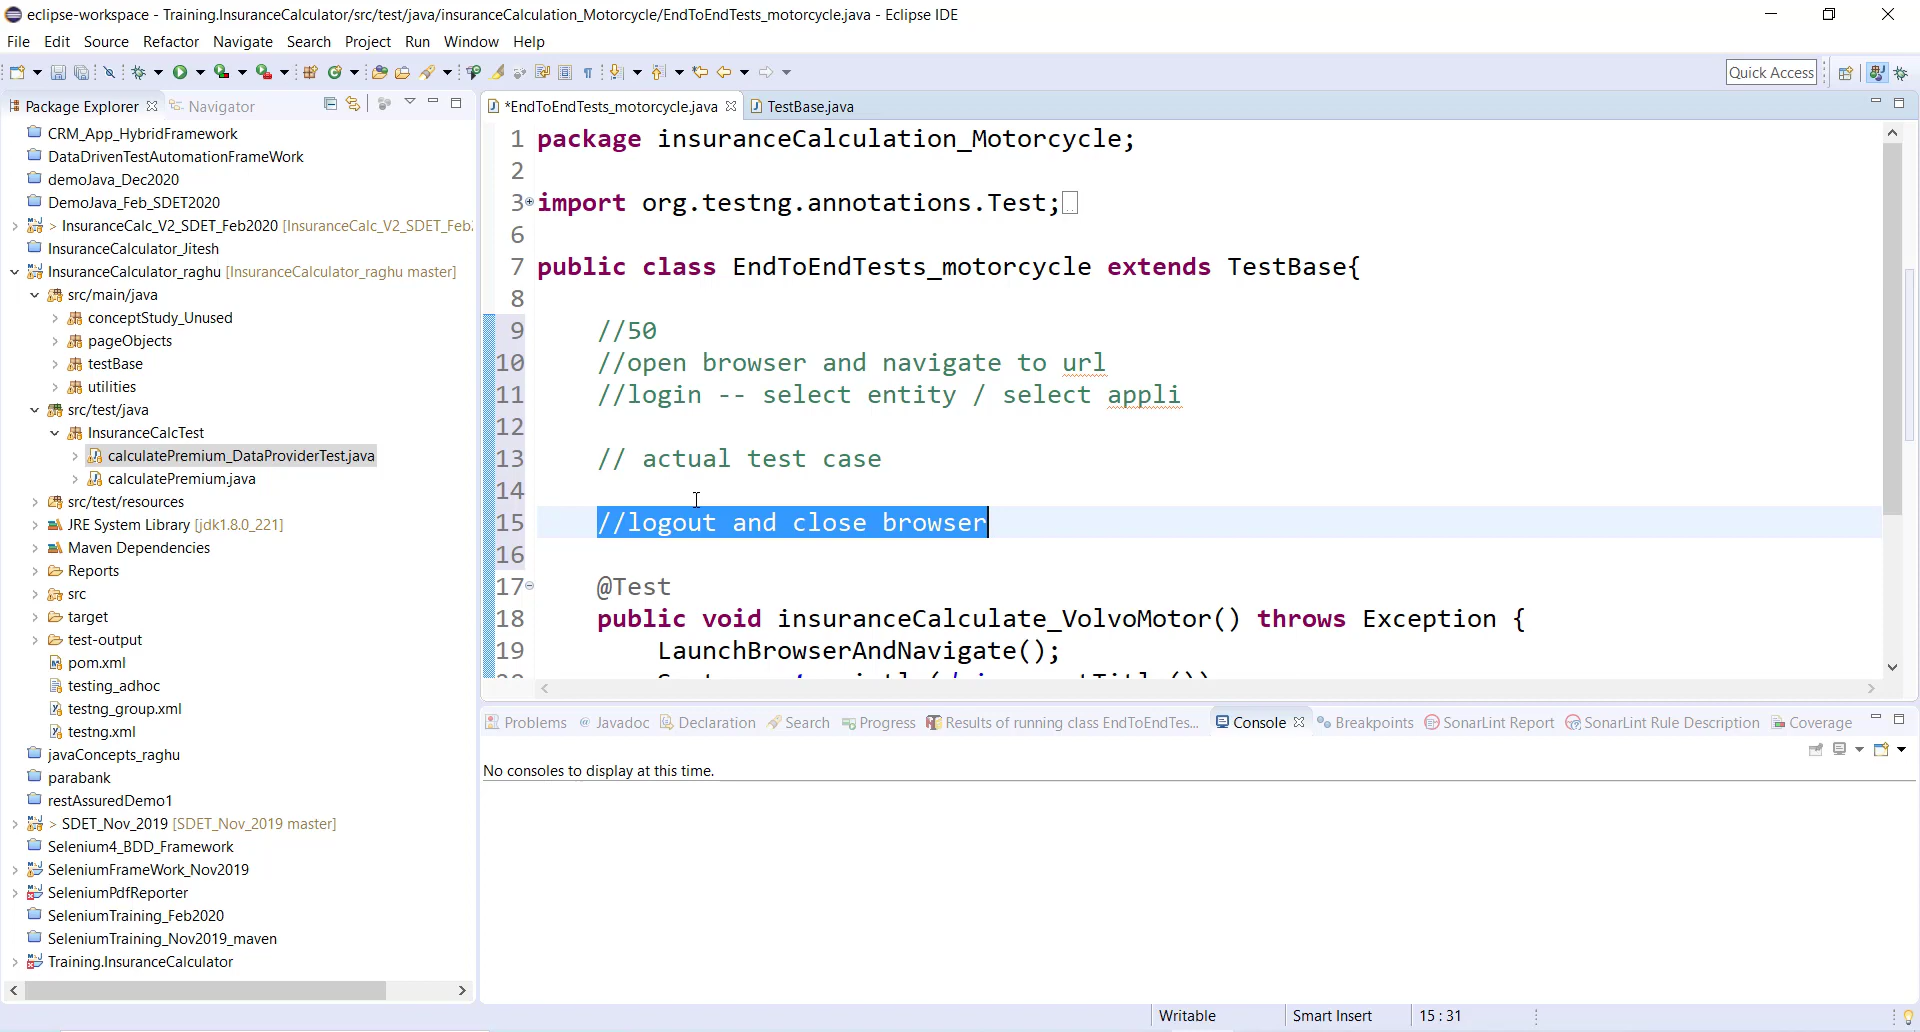 eclipse-workspace - Training.InsuranceCalculator/src/test/java/insuranceCalculation_Motorcycle/EndToEndTests_motorcycle.java - Eclipse IDE
File Edit Source Refactor Navigate Search Project Run Window Help
Quick Access
Package Explorer Navigator
CRM_App_HybridFramework
DataDrivenTestAutomationFrameWork
demoJava_Dec2020
DemoJava_Feb_SDET2020
> InsuranceCalc_V2_SDET_Feb2020 [InsuranceCalc_V2_SDET_Feb
InsuranceCalculator_Jitesh
InsuranceCalculator_raghu [InsuranceCalculator_raghu master]
src/main/java
conceptStudy_Unused
pageObjects
testBase
utilities
src/test/java
InsuranceCalcTest
calculatePremium_DataProviderTest.java
calculatePremium.java
src/test/resources
JRE System Library [jdk1.8.0_221]
Maven Dependencies
Reports
src
target
test-output
pom.xml
testing_adhoc
testng_group.xml
testng.xml
javaConcepts_raghu
parabank
restAssuredDemo1
> SDET_Nov_2019 [SDET_Nov_2019 master]
Selenium4_BDD_Framework
SeleniumFrameWork_Nov2019
SeleniumPdfReporter
SeleniumTraining_Feb2020
SeleniumTraining_Nov2019_maven
Training.InsuranceCalculator
*EndToEndTests_motorcycle.java TestBase.java
1 package insuranceCalculation_Motorcycle;
2
3 import org.testng.annotations.Test;
6
7 public class EndToEndTests_motorcycle extends TestBase{
8
9 //50
10 //open browser and navigate to url
11 //login -- select entity / select appli
12
13 // actual test case
14
15 //logout and close browser
16
17 @Test
18 public void insuranceCalculate_VolvoMotor() throws Exception {
19 LaunchBrowserAndNavigate();
Problems @ Javadoc Declaration Search Progress Results of running class EndToEndTes... Console Breakpoints SonarLint Report SonarLint Rule Description Coverage
No consoles to display at this time.
Writable Smart Insert 15 : 31